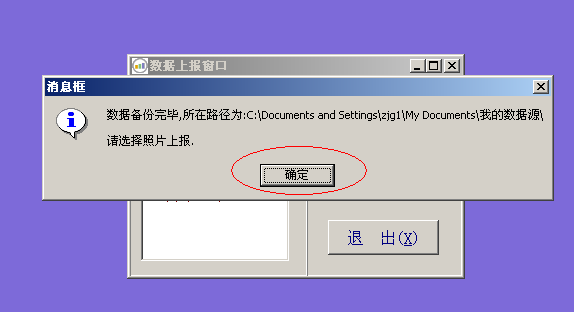 数据上报窗口
消息框
数据备份完毕,所在路径为:C:\Documents and Settings\zjg1\My Documents\我的数据源\
请选择照片上报.
确定
退 出(X)